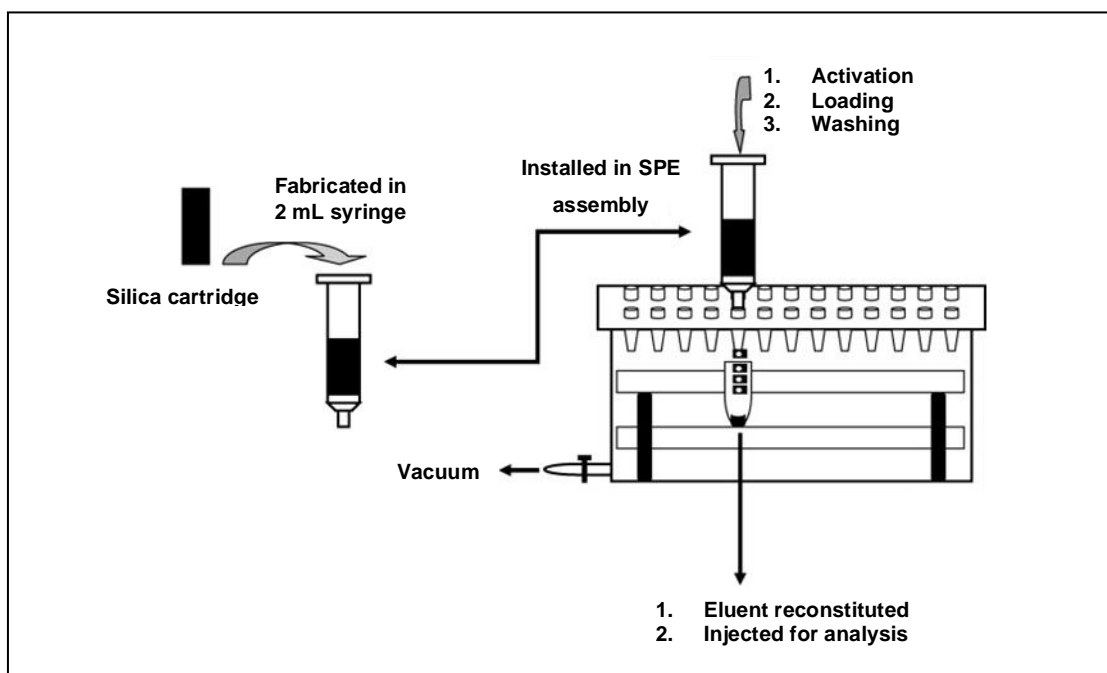 1. Activation
2. Loading
3. Washing
Installed in SPE
assembly
Fabricated in
2 mL syringe
Silica cartridge
Vacuum
1. Eluent reconstituted
2. Injected for analysis